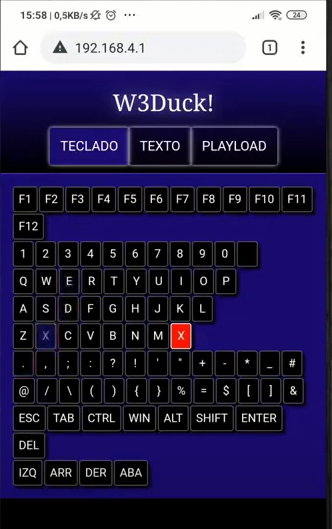 15:58 | 0,5KB/s ... 24
192.168.4.1 1
W3Duck!
TECLADO TEXTO PLAYLOAD
F1 F2 F3 F4 F5 F6 F7 F8 F9 F10 F11
F12
1 2 3 4 5 6 7 8 9 0
Q W E R T Y U I O P
A S D F G H J K L
Z X C V B N M X
. , ; : ? ! ' " + - * _ #
@ / \ ( ) { } % = $ [ ] &
ESC TAB CTRL WIN ALT SHIFT ENTER
DEL
IZQ ARR DER ABA